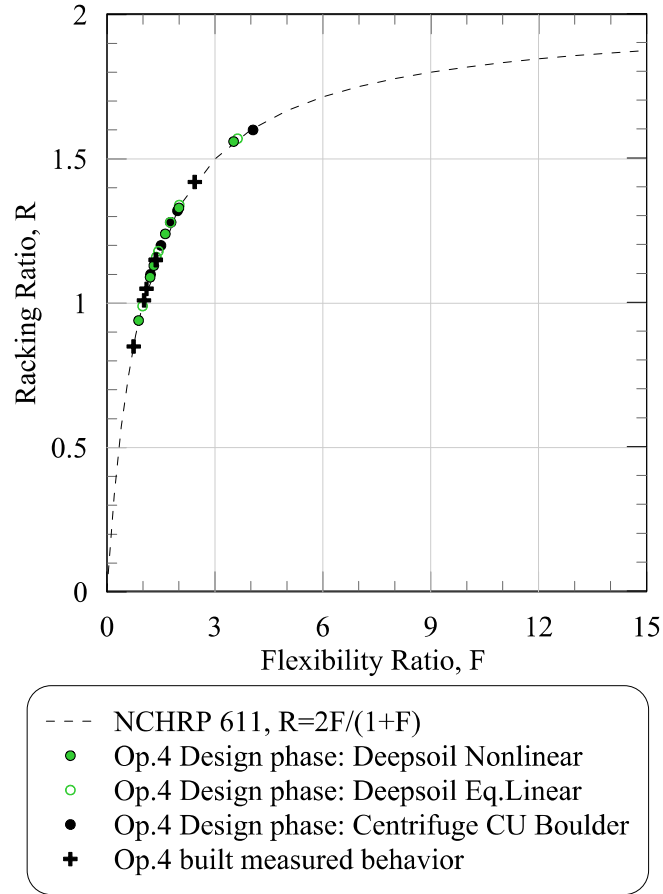 2
1.5
1
0.5
0
Racking Ratio, R
0 3 6 9 12 15
Flexibility Ratio, F
NCHRP 611, R=2F/(1+F)
Op.4 Design phase: Deepsoil Nonlinear
Op.4 Design phase: Deepsoil Eq.Linear
Op.4 Design phase: Centrifuge CU Boulder
Op.4 built measured behavior